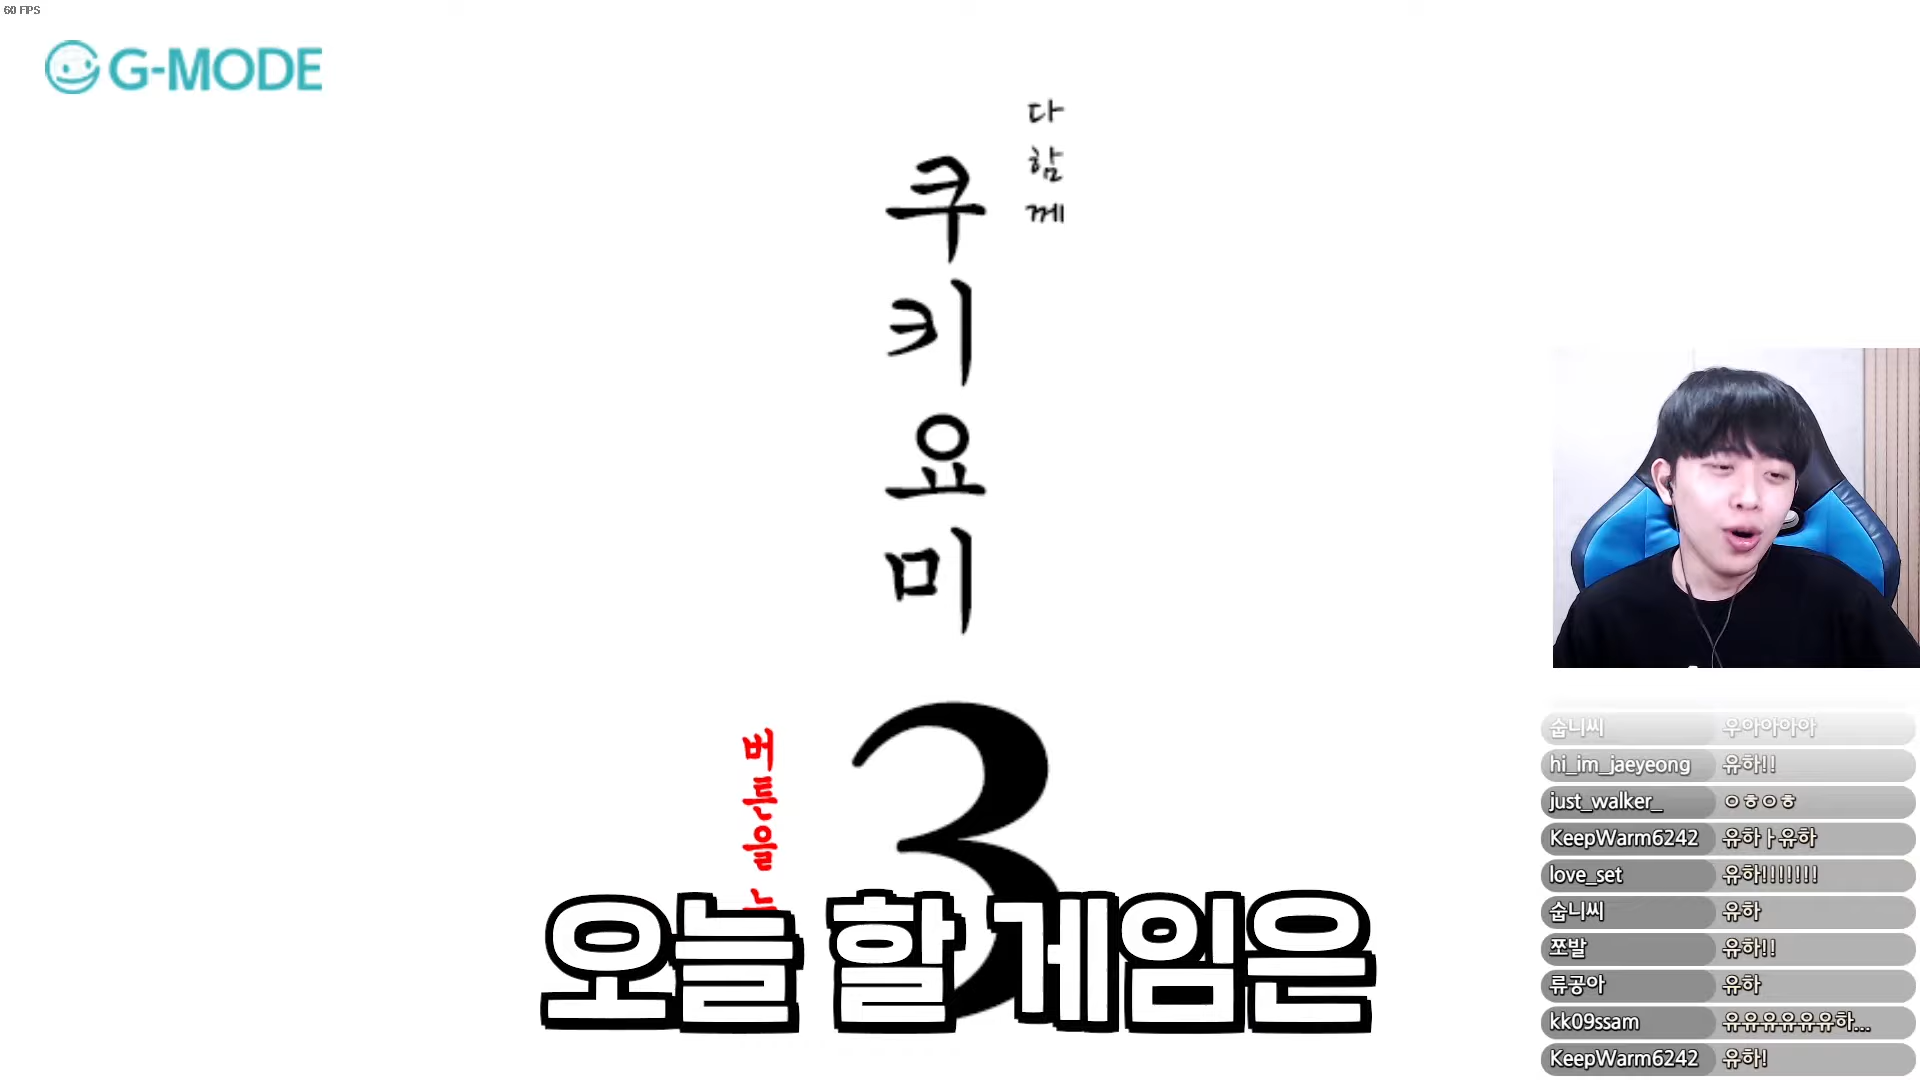 60 FIPS
G-MODE
다함께
쿠키요미
3
버튼을
오늘 할 게임은
숩니씨 우아아아아
hi_im_jaeyeong 유하!!
just_walker_ ㅇㅎㅇㅎ
KeepWarm6242 유하ㅏ유하
love_set 유하!!!!!!!
숩니씨 유하
쪼발 유하!!
류공아 유하
kk09ssam 유유유유유유하...
KeepWarm6242 유하!